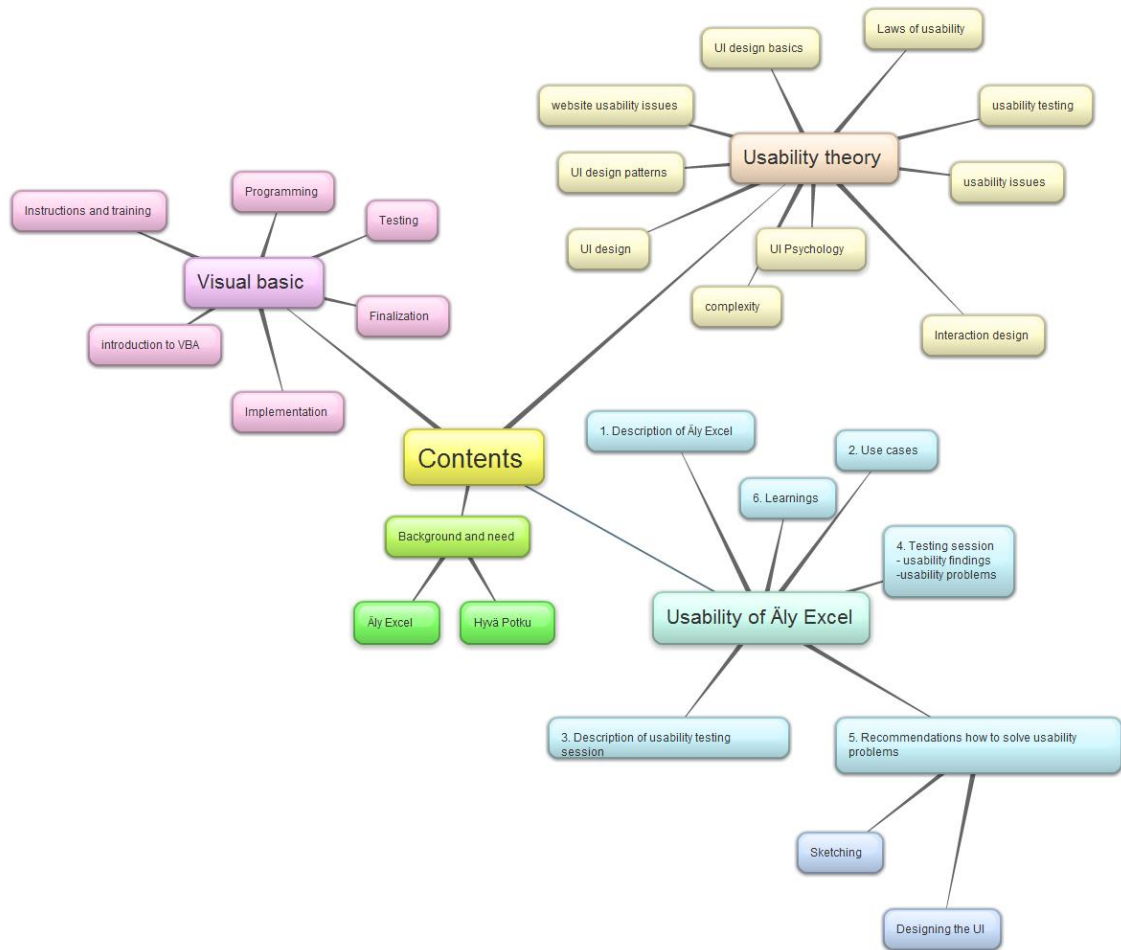 Laws of usability
UI design basics
website usability issues
usability testing
Usability theory
UI design patterns
usability issues
UI design
UI Psychology
complexity
Interaction design
Programming
Instructions and training
Testing
Visual basic
Finalization
introduction to VBA
Implementation
Contents
Background and need
Äly Excel
Hyvä Potku
1. Description of Äly Excel
2. Use cases
6. Learnings
4. Testing session
- usability findings
-usability problems
Usability of Äly Excel
3. Description of usability testing
session
5. Recommendations how to solve usability
problems
Sketching
Designing the UI